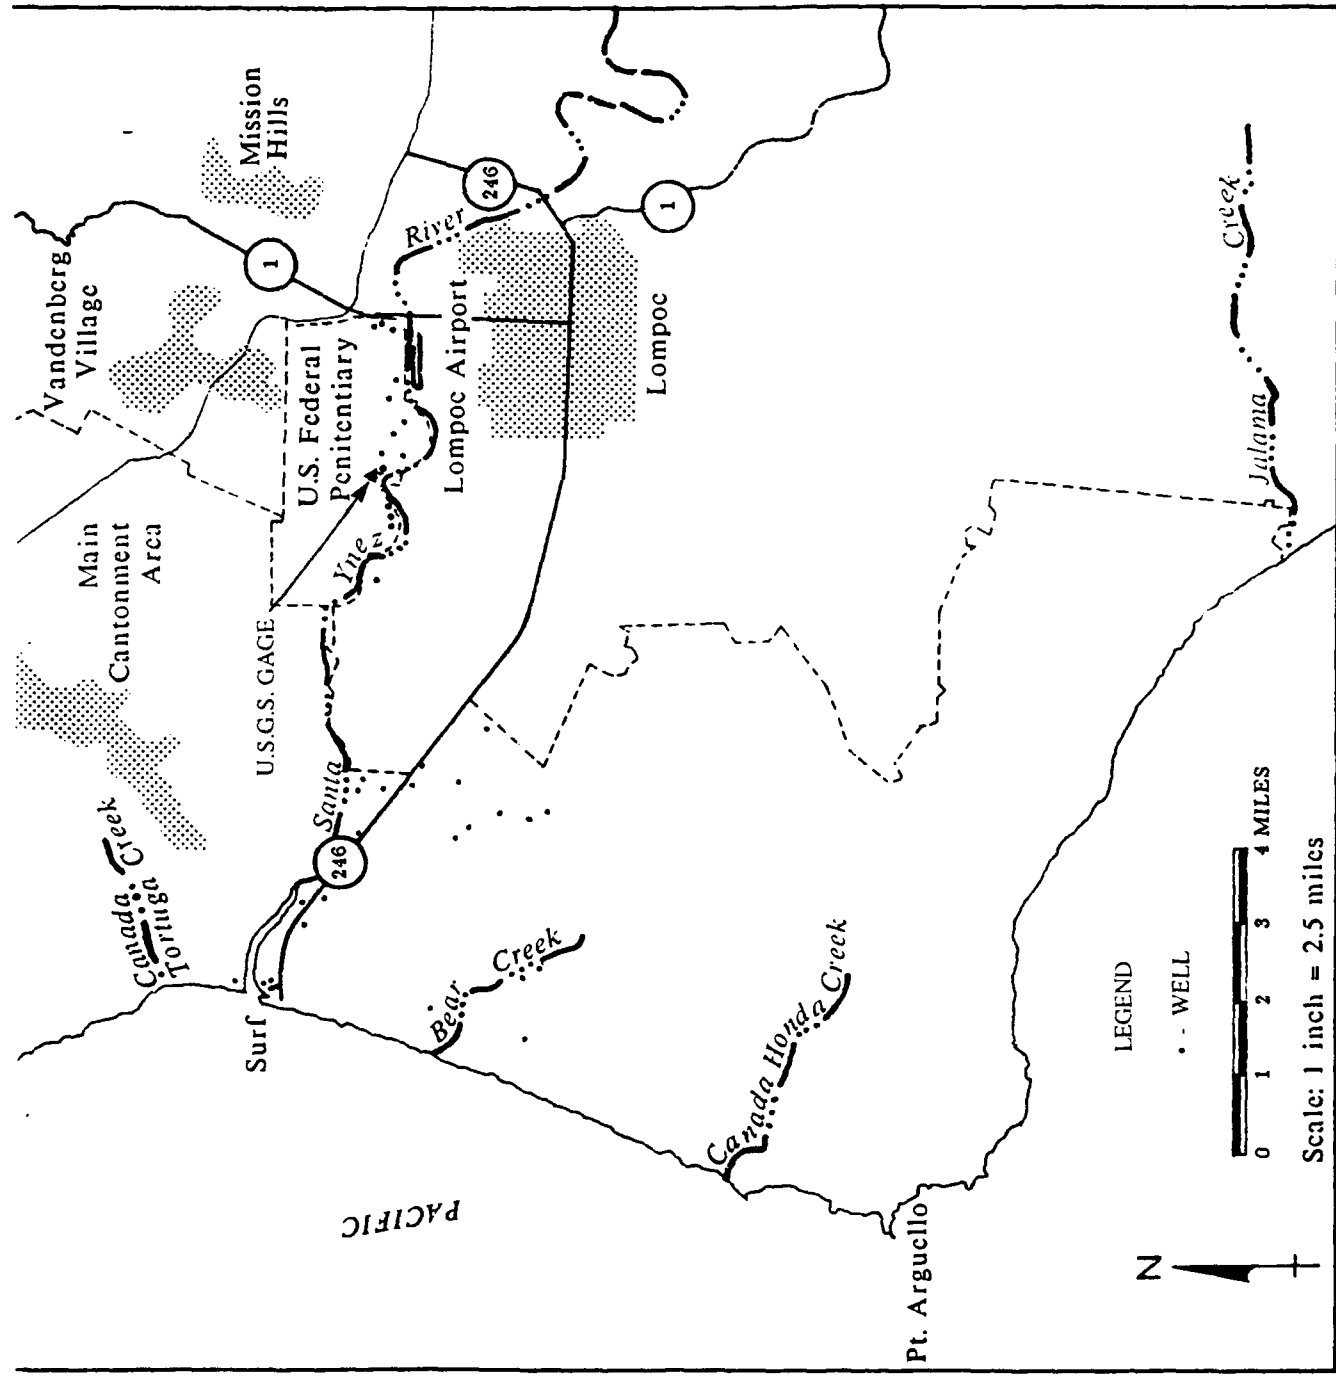 Mission
Hills
Vandenberg
Village
1
246
River
1
U.S. Federal
Penitentiary
Lompoc Airport
Lompoc
Main
Cantonment
Area
U.S.G.S. GAGE
Ynez
Santa
246
Canada
Tortuga Creek
Surf
Bear Creek
Canada Honda Creek
Jalama Creek
PACIFIC
Pt. Arguello
N
LEGEND
• - WELL
0 1 2 3 4 MILES
Scale: 1 inch = 2.5 miles